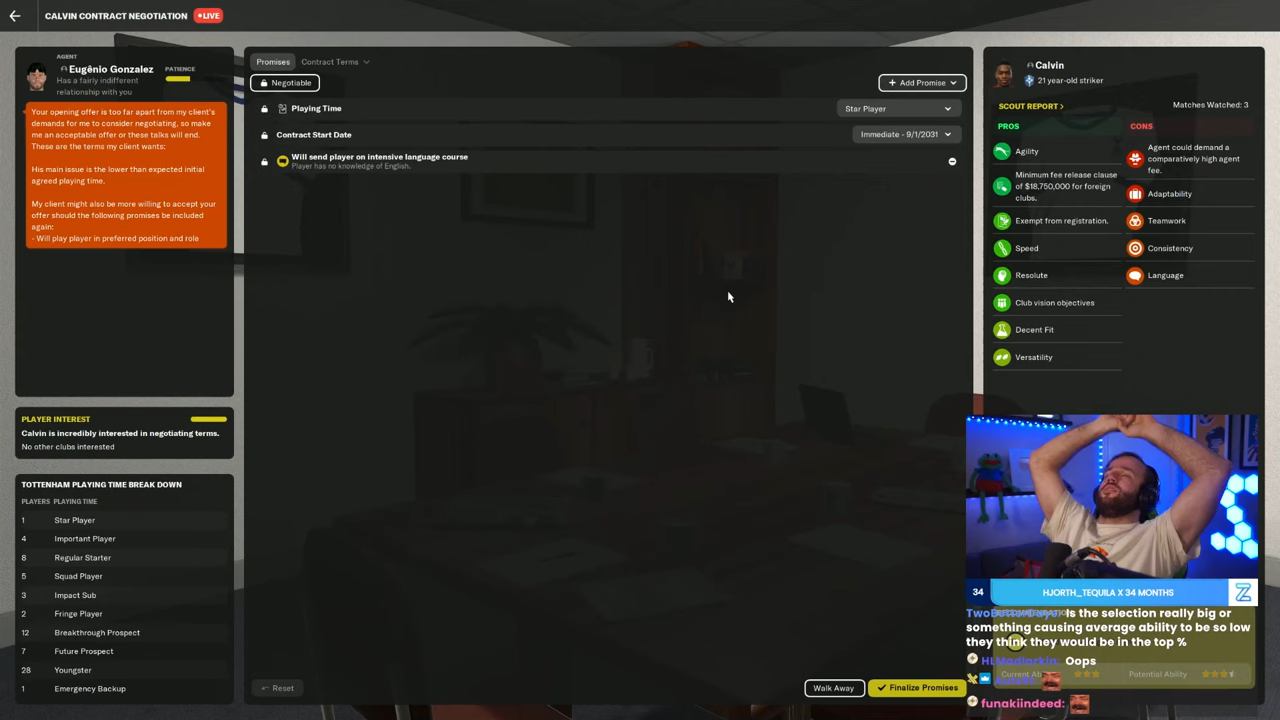 CALVIN CONTRACT NEGOTIATION
LIVE
AGENT
Eugênio Gonzalez
Has a fairly indifferent
relationship with you
PATIENCE
Your opening offer is too far apart from my client's
demands for me to consider negotiating, so make
me an acceptable offer or these talks will end.
These are the terms my client wants:
His main issue is the lower than expected initial
agreed playing time.
My client might also be more willing to accept your
offer should the following promises be included
again:
- Will play player in preferred position and role
PLAYER INTEREST
Calvin is incredibly interested in negotiating terms.
No other clubs interested
TOTTENHAM PLAYING TIME BREAK DOWN
PLAYERS PLAYING TIME
1 Star Player
4 Important Player
8 Regular Starter
5 Squad Player
3 Impact Sub
2 Fringe Player
12 Breakthrough Prospect
7 Future Prospect
28 Youngster
1 Emergency Backup
Promises Contract Terms
Negotiable
Add Promise
Playing Time Star Player
Contract Start Date Immediate - 9/1/2031
Will send player on intensive language course
Player has no knowledge of English.
Reset
Walk Away
Finalize Promises
Calvin
21 year-old striker
SCOUT REPORT >
Matches Watched: 3
PROS
Agility
Minimum fee release clause
of $18,750,000 for foreign
clubs.
Exempt from registration.
Speed
Resolute
Club vision objectives
Decent Fit
Versatility
CONS
Agent could demand a
comparatively high agent
fee.
Adaptability
Teamwork
Consistency
Language
34 HJORTH_TEQUILA X 34 MONTHS
Is the selection really big or
something causing average ability to be so low
they think they would be in the top %
Oops
Potential Ability
funakiindeed: